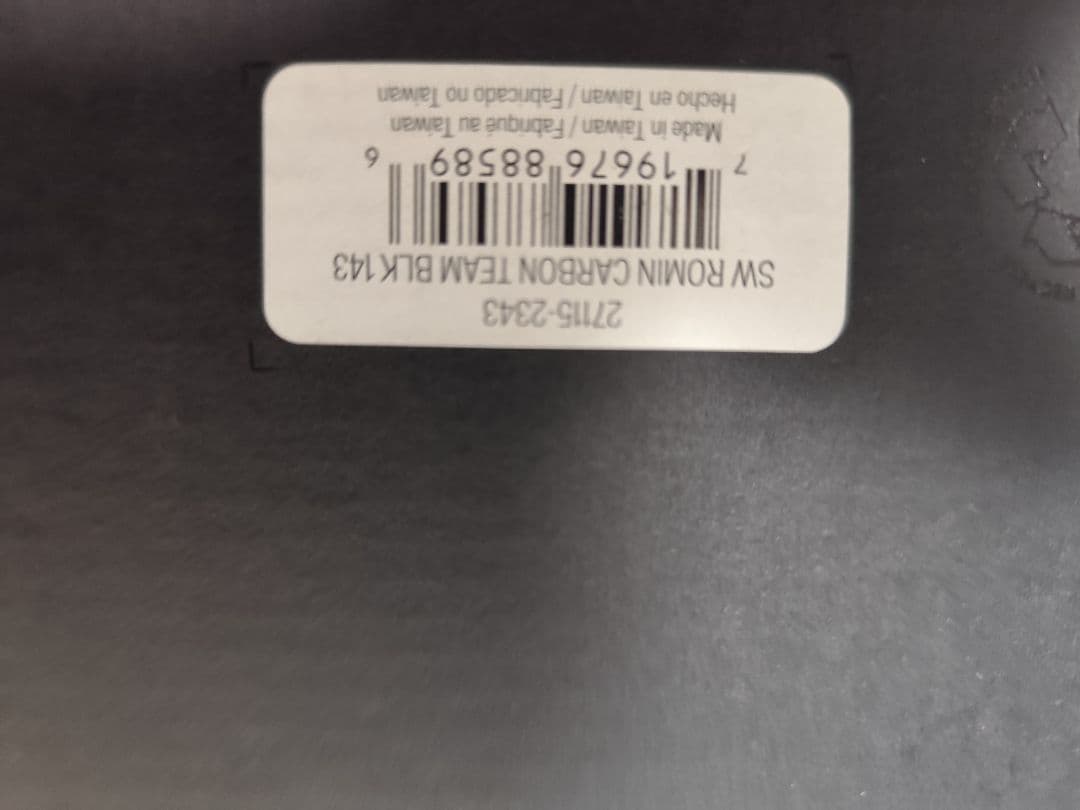 27115-2343
SW ROMIN CARBON TEAM BLK 143
7 19676 88589 6
Made in Taiwan / Fabriqué au Taiwan
Hecho en Taiwan / Fabricado no Taiwan